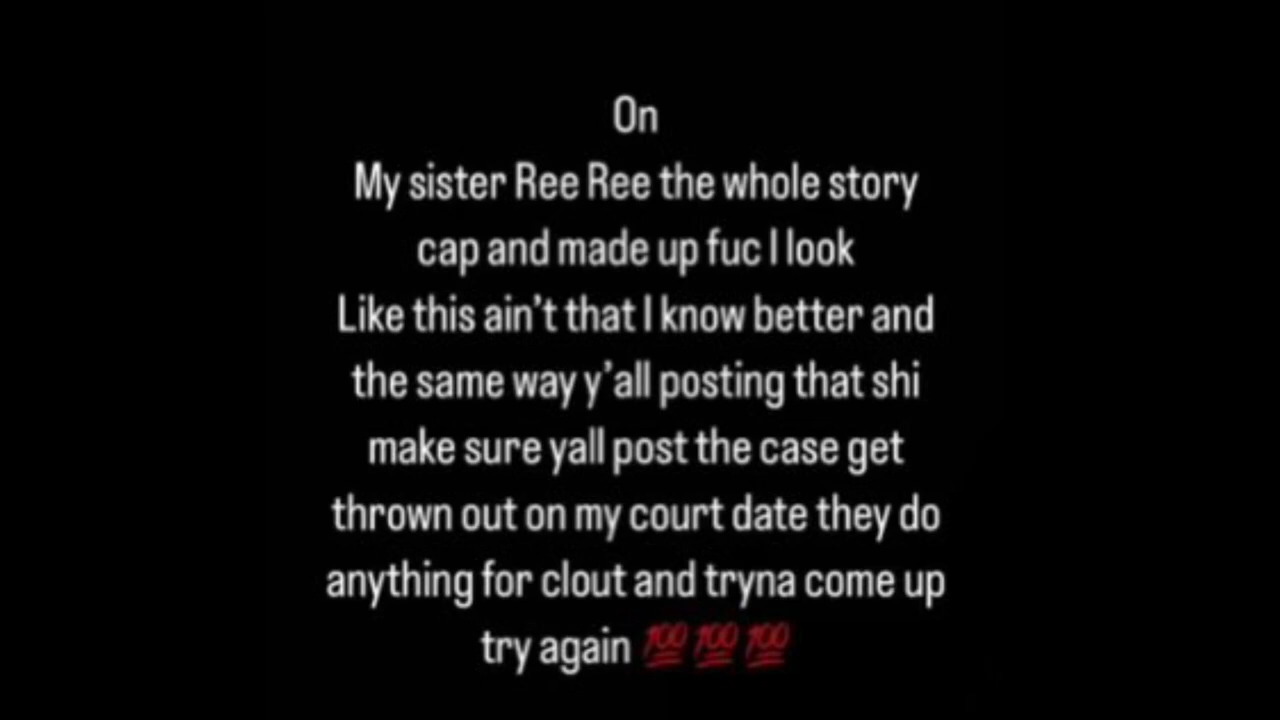 On
My sister Ree Ree the whole story
cap and made up fuc I look
Like this ain’t that I know better and
the same way y’all posting that shi
make sure yall post the case get
thrown out on my court date they do
anything for clout and tryna come up
try again 💯💯💯